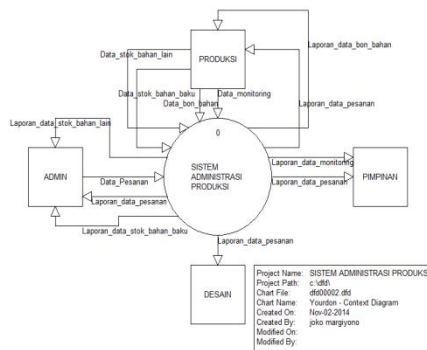 Laporan_data_bon_bahan
Data_stok_bahan_lain
PRODUKSI
Data_stok_bahan_baku
Data_monitoring
Data_bon_bahan
Laporan_data_pesanan
Laporan_data_stok_bahan_lain
0
SISTEM
ADMINISTRASI
PRODUKSI
Laporan_data_monitoring
ADMIN
Data_Pesanan
PIMPINAN
Laporan_data_pesanan
Laporan_data_pesanan
Laporan_data_stok_bahan_baku
Laporan_data_pesanan
DESAIN
Project Name: SISTEM ADMINISTRASI PRODUKS
Project Path: c:\dfd\
Chart File: dfd00002.dfd
Chart Name: Yourdon - Context Diagram
Created On: Nov-02-2014
Created By: joko margiyono
Modified On:
Modified By: